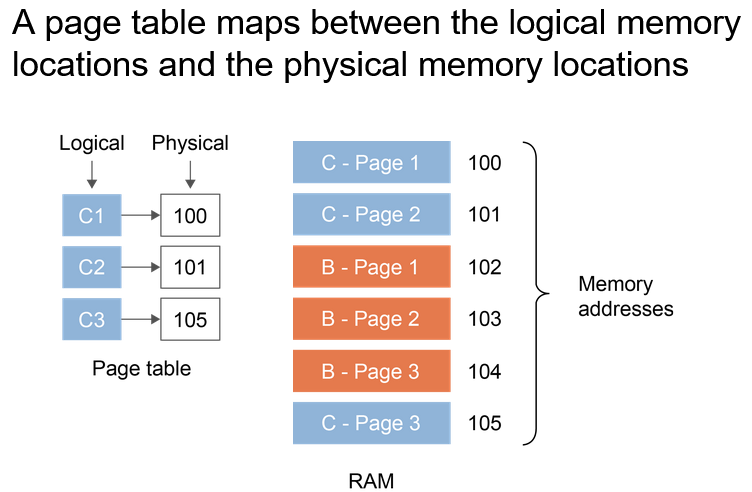 A page table maps between the logical memory
locations and the physical memory locations
Logical Physical
C1 100
C2 101
C3 105
Page table
C - Page 1 100
C - Page 2 101
B - Page 1 102
B - Page 2 103
B - Page 3 104
C - Page 3 105
RAM
Memory
addresses